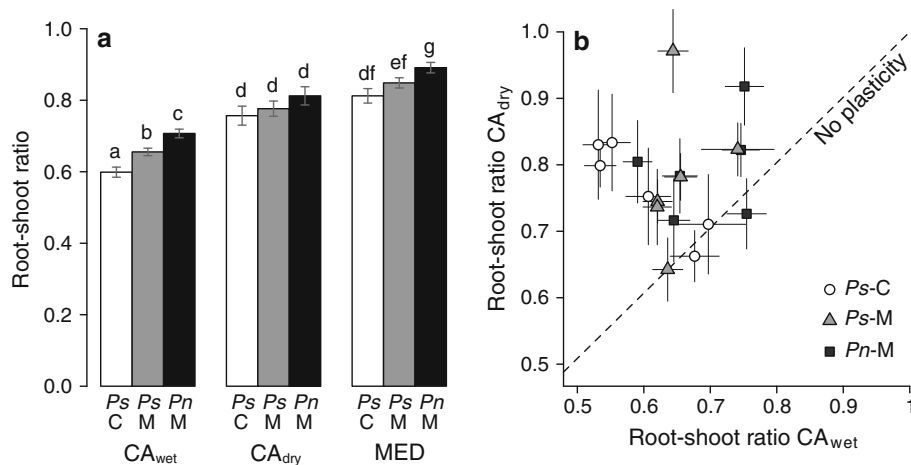 a
Root-shoot ratio
1.0
0.8
0.6
0.4
0.2
0.0
a b c
d d d
df ef g
Ps Ps Pn Ps Ps Pn Ps Ps Pn
C M M C M M C M M
CAwet CAdry MED
b
Root-shoot ratio CAdry
1.0
0.9
0.8
0.7
0.6
0.5
No plasticity
Ps-C
Ps-M
Pn-M
0.5 0.6 0.7 0.8 0.9 1
Root-shoot ratio CAwet